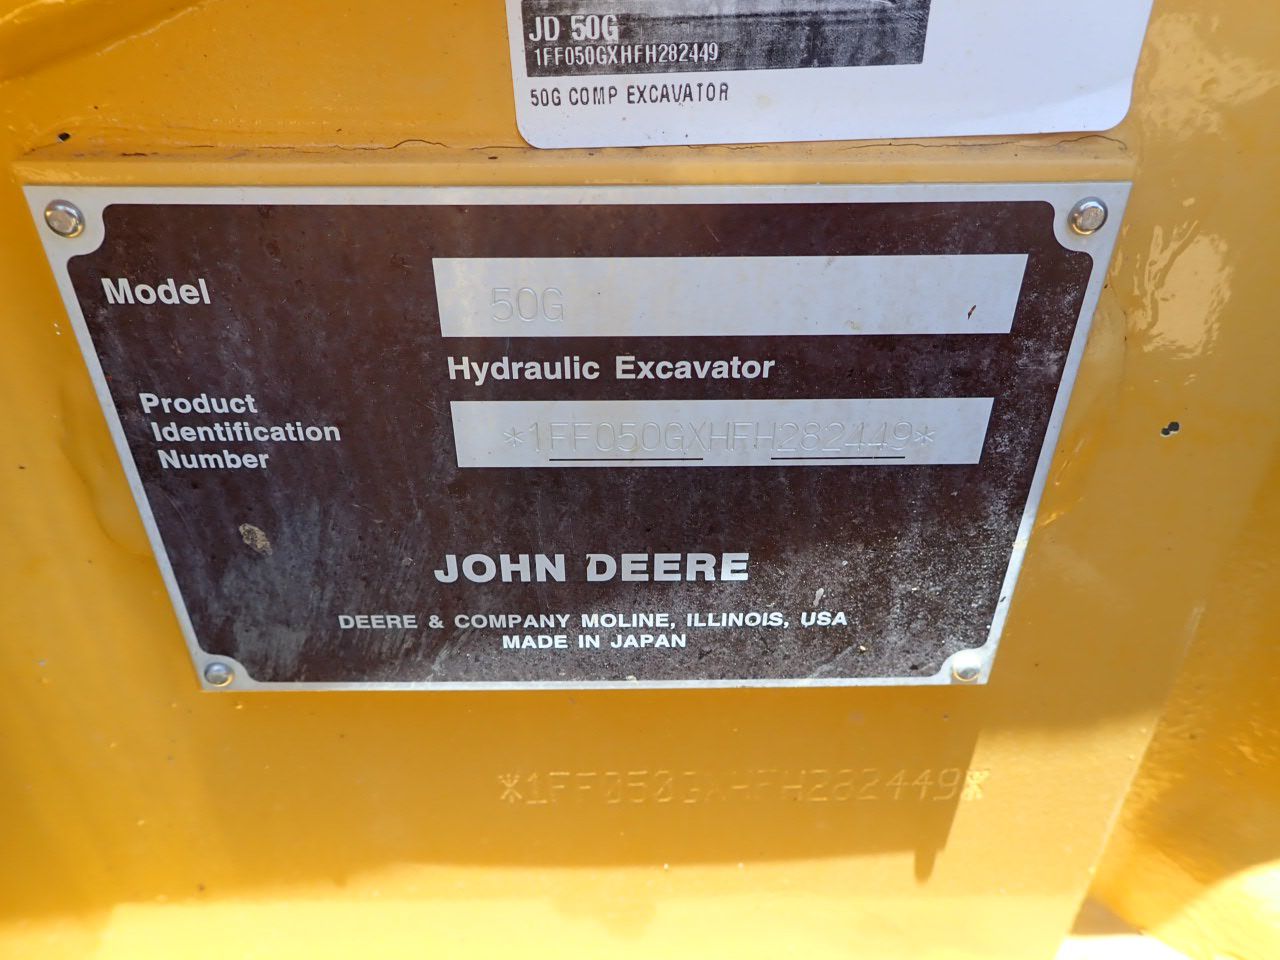 JD 50G
1FF050GXHFH282449
50G COMP EXCAVATOR
Model
50G
Hydraulic Excavator
Product
Identification
Number
*1FF050GXHFH282449*
JOHN DEERE
DEERE & COMPANY MOLINE, ILLINOIS, USA
MADE IN JAPAN
*1FF050GXHFH282449*